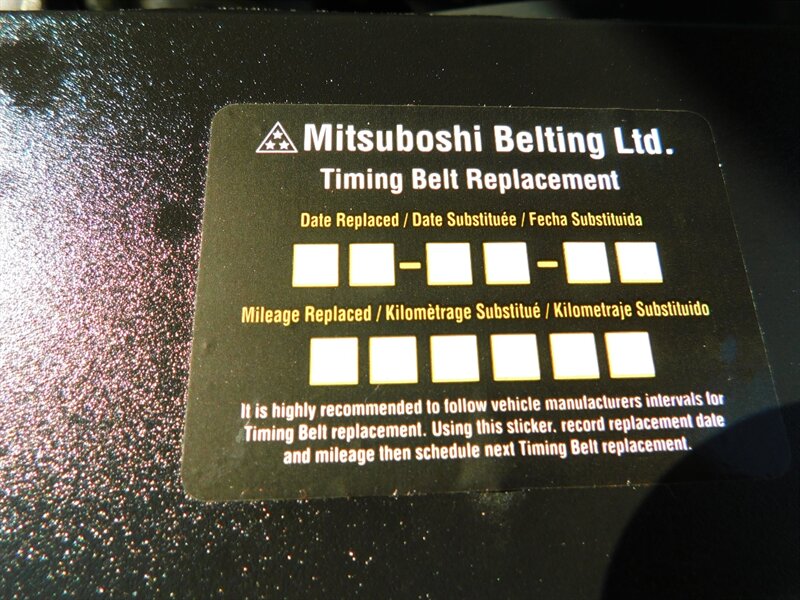 Mitsuboshi Belting Ltd.
Timing Belt Replacement
Date Replaced / Date Substituée / Fecha Substituida
Mileage Replaced / Kilomètrage Substitué / Kilometraje Substituido
It is highly recommended to follow vehicle manufacturers intervals for
Timing Belt replacement. Using this sticker. record replacement date
and mileage then schedule next Timing Belt replacement.